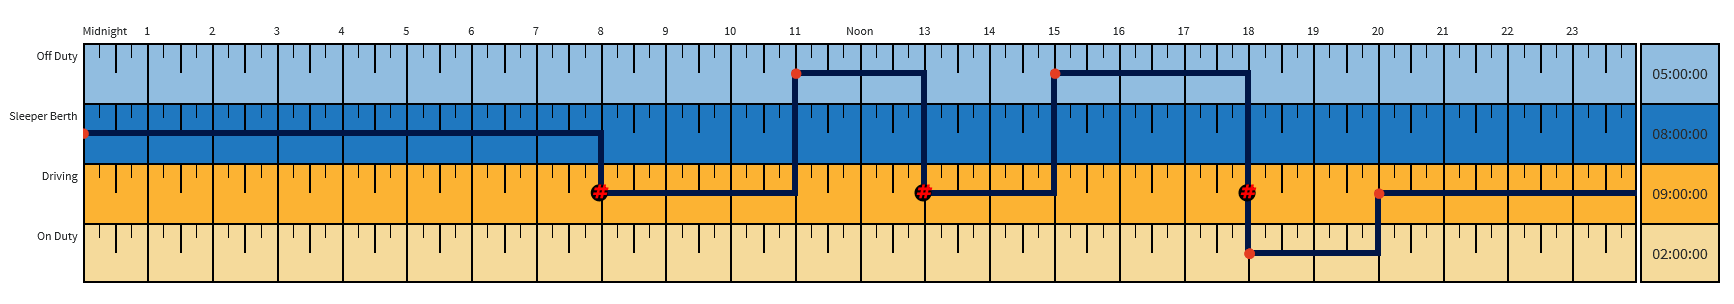 Midnight 1 2 3 4 5 6 7 8 9 10 11 Noon 13 14 15 16 17 18 19 20 21 22 23
Off Duty 05:00:00
Sleeper Berth 08:00:00
Driving 09:00:00
On Duty 02:00:00